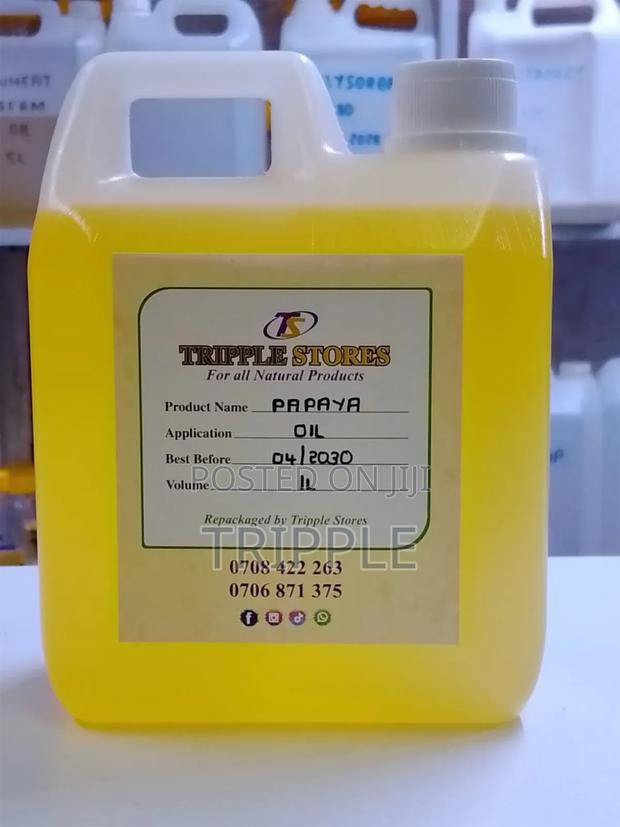 TS
TRIPPLE STORES
For all Natural Products
Product Name PAPAYA
Application OIL
Best Before 04/2030
Volume 1L
POSTED ON JIJI
Repackaged by Tripple Stores
TRIPPLE
0708 422 263
0706 871 375